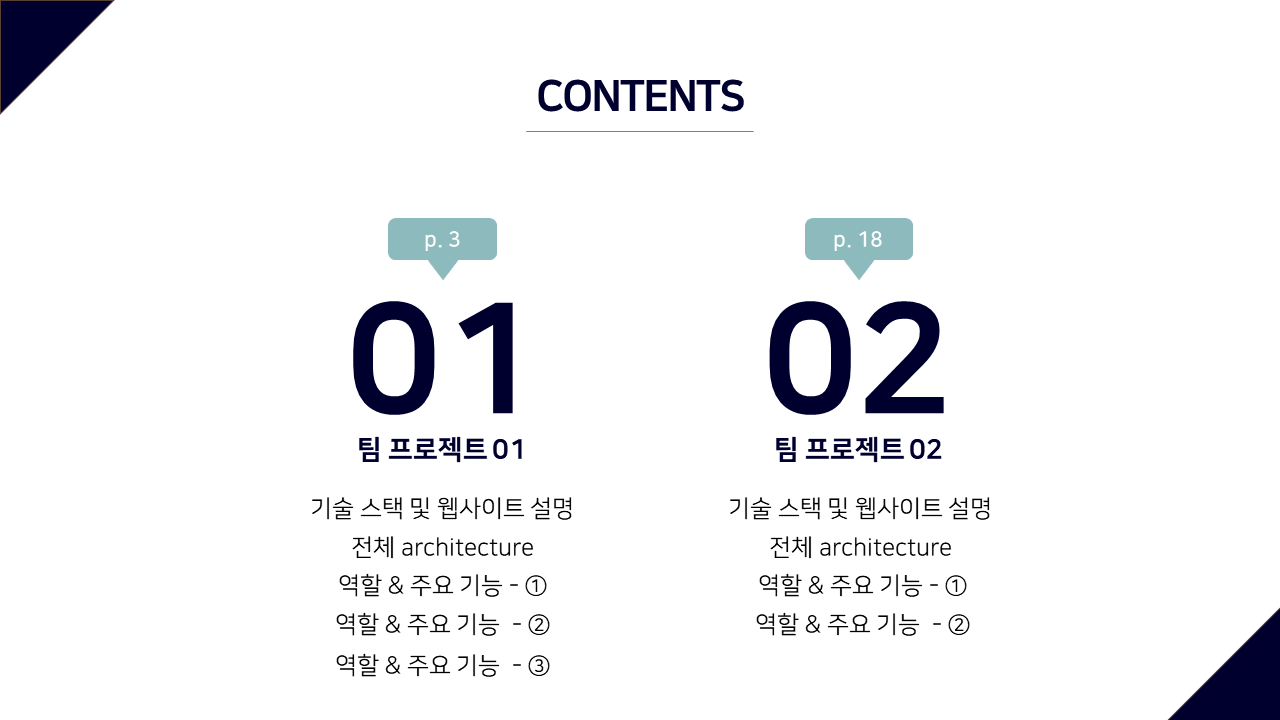 CONTENTS
p. 3
01
팀 프로젝트 01
기술 스택 및 웹사이트 설명
전체 architecture
역할 & 주요 기능 - ①
역할 & 주요 기능 - ②
역할 & 주요 기능 - ③
p. 18
02
팀 프로젝트 02
기술 스택 및 웹사이트 설명
전체 architecture
역할 & 주요 기능 - ①
역할 & 주요 기능 - ②